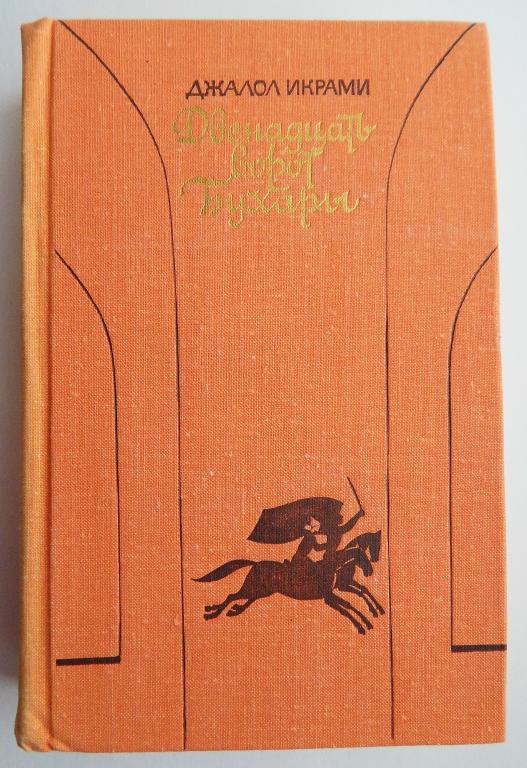 ДЖАЛОЛ ИКРАМИ
Двенадцать
ворот
Бухары